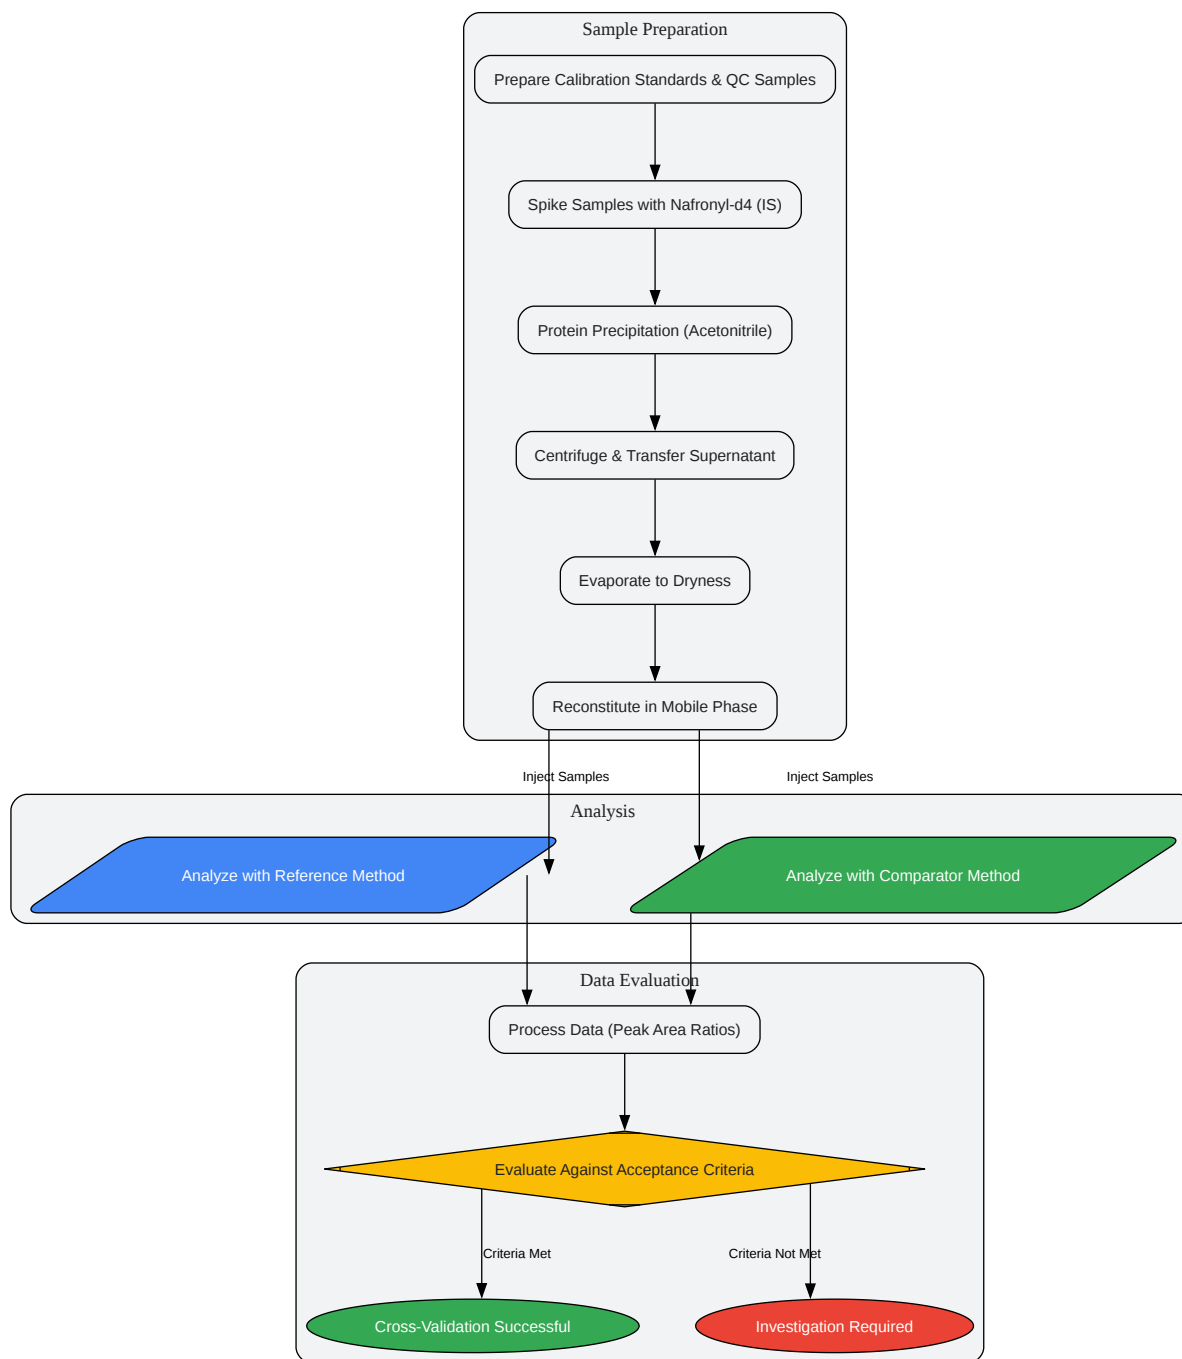 Sample Preparation
Prepare Calibration Standards & QC Samples
Spike Samples with Nafronyl-d4 (IS)
Protein Precipitation (Acetonitrile)
Centrifuge & Transfer Supernatant
Evaporate to Dryness
Reconstitute in Mobile Phase
Inject Samples
Inject Samples
Analysis
Analyze with Reference Method
Analyze with Comparator Method
Data Evaluation
Process Data (Peak Area Ratios)
Evaluate Against Acceptance Criteria
Criteria Met
Criteria Not Met
Cross-Validation Successful
Investigation Required